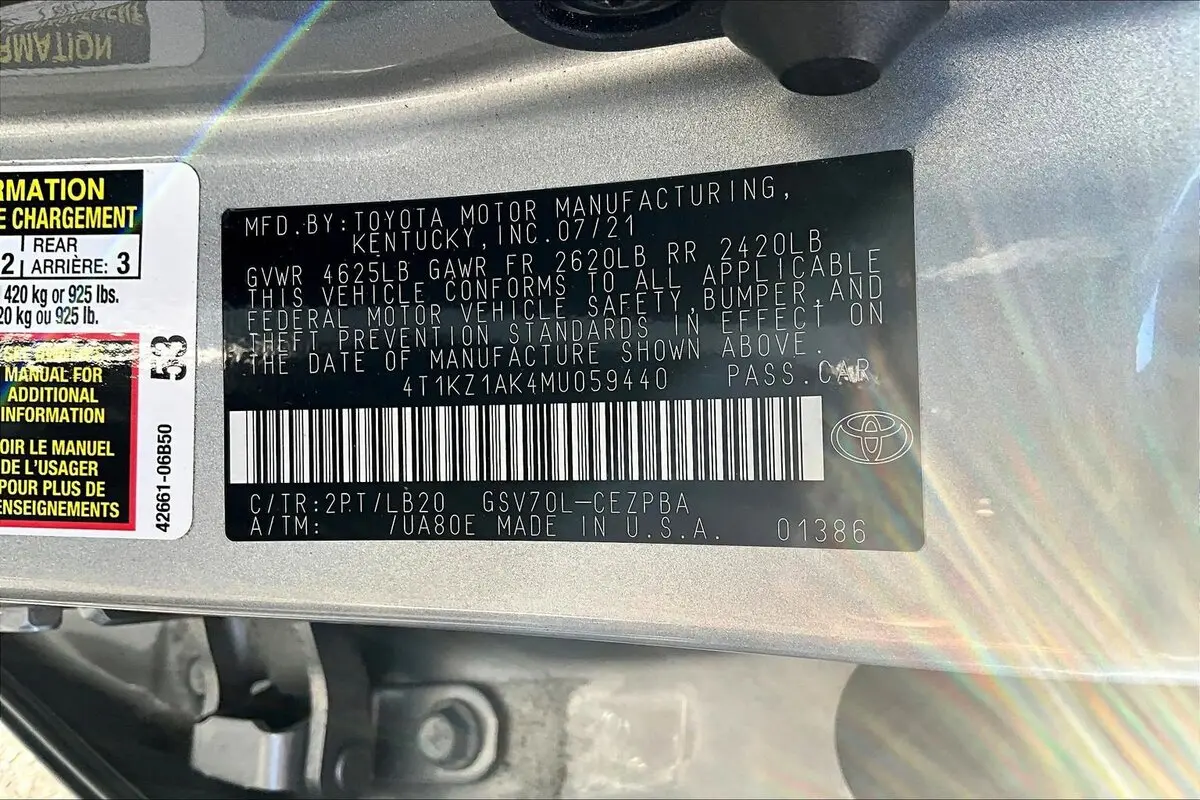 RMATION
RMATION
E CHARGEMENT
2 | REAR
ARRIÈRE: 3
420 kg or 925 lbs.
20 kg ou 925 lb.
MANUAL FOR
ADDITIONAL
INFORMATION
OIR LE MANUEL
DE L'USAGER
POUR PLUS DE
ENSEIGNEMENTS
53
42661-06B50
MFD.BY:TOYOTA MOTOR MANUFACTURING,
KENTUCKY,INC.07/21
GVWR 4625LB GAWR FR 2620LB RR 2420LB
THIS VEHICLE CONFORMS TO ALL APPLICABLE
FEDERAL MOTOR VEHICLE SAFETY,BUMPER,AND
THEFT PREVENTION STANDARDS IN EFFECT ON
THE DATE OF MANUFACTURE SHOWN ABOVE.
4T1KZ1AK4MU059440 PASS.CAR
C/TR:2PT/LB20 GSV70L-CEZPBA
A/TM: 7UA80E MADE IN U.S.A. 01386